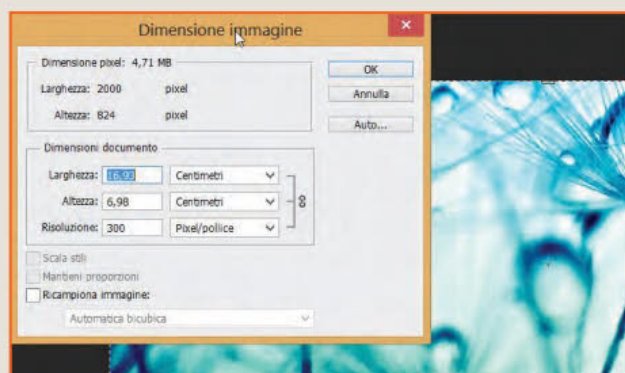 Dimensione immagine
Dimensione pixel: 4,71 MB
Larghezza: 2000 pixel
Altezza: 824 pixel
OK
Annulla
Auto...
Dimensioni documento
Larghezza: 16,93 Centimetri
Altezza: 6,98 Centimetri
Risoluzione: 300 Pixel/pollice
Scala stili
Mantieni proporzioni
Ricampiona immagine:
Automatica bicubica